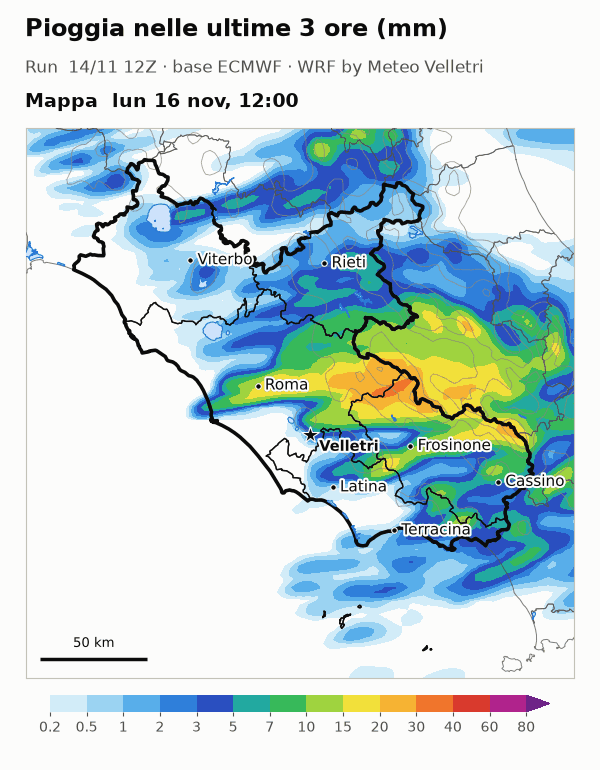 Pioggia nelle ultime 3 ore (mm)
Run  14/11 12Z · base ECMWF · WRF by Meteo Velletri
Mappa  lun 16 nov, 12:00
Viterbo
Rieti
Roma
Velletri
Frosinone
Latina
Cassino
Terracina
50 km
0.2 0.5 1 2 3 5 7 10 15 20 30 40 60 80